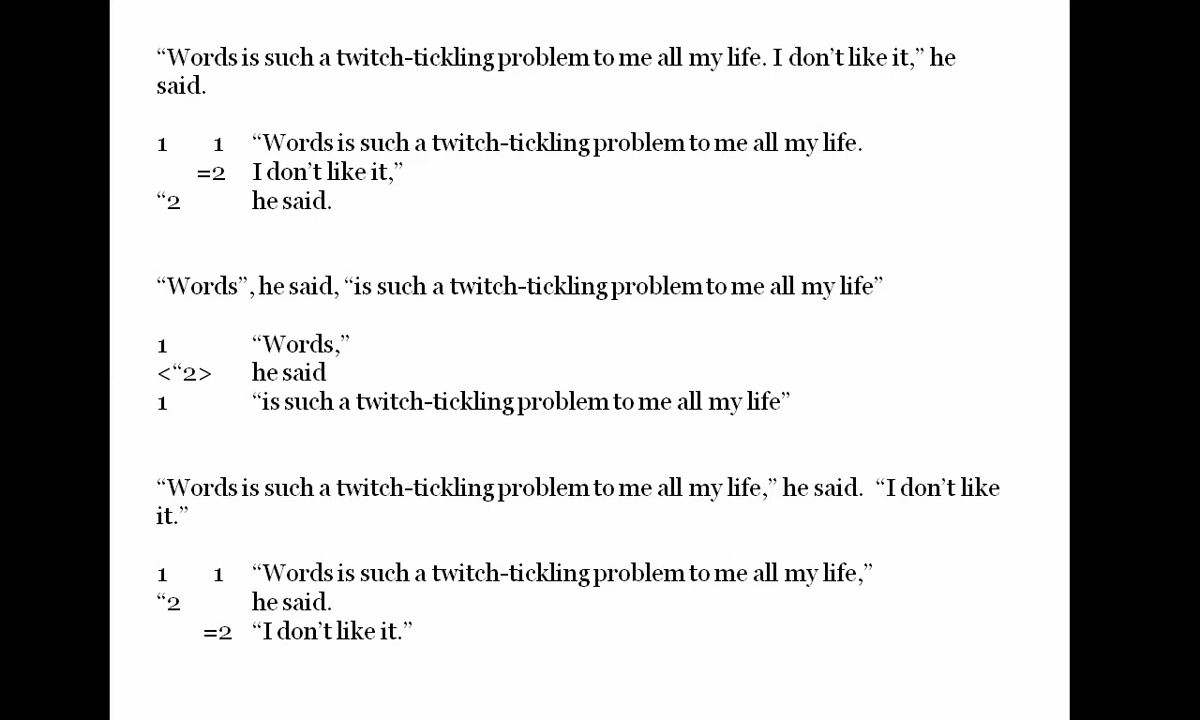 “Words is such a twitch-tickling problem to me all my life. I don’t like it,” he
said.
1 1 “Words is such a twitch-tickling problem to me all my life.
=2 I don’t like it,”
“2 he said.
“Words”, he said, “is such a twitch-tickling problem to me all my life”
1 “Words,”
<“2> he said
1 “is such a twitch-tickling problem to me all my life”
“Words is such a twitch-tickling problem to me all my life,” he said. “I don’t like
it.”
1 1 “Words is such a twitch-tickling problem to me all my life,”
“2 he said.
=2 “I don’t like it.”